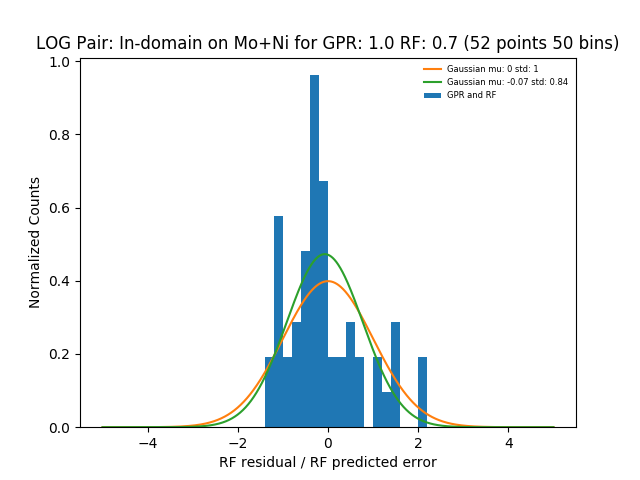 LOG Pair: In-domain on Mo+Ni for GPR: 1.0 RF: 0.7 (52 points 50 bins)
Gaussian mu: 0 std: 1
Gaussian mu: -0.07 std: 0.84
GPR and RF
Normalized Counts
1.0
0.8
0.6
0.4
0.2
0.0
−4 −2 0 2 4
RF residual / RF predicted error